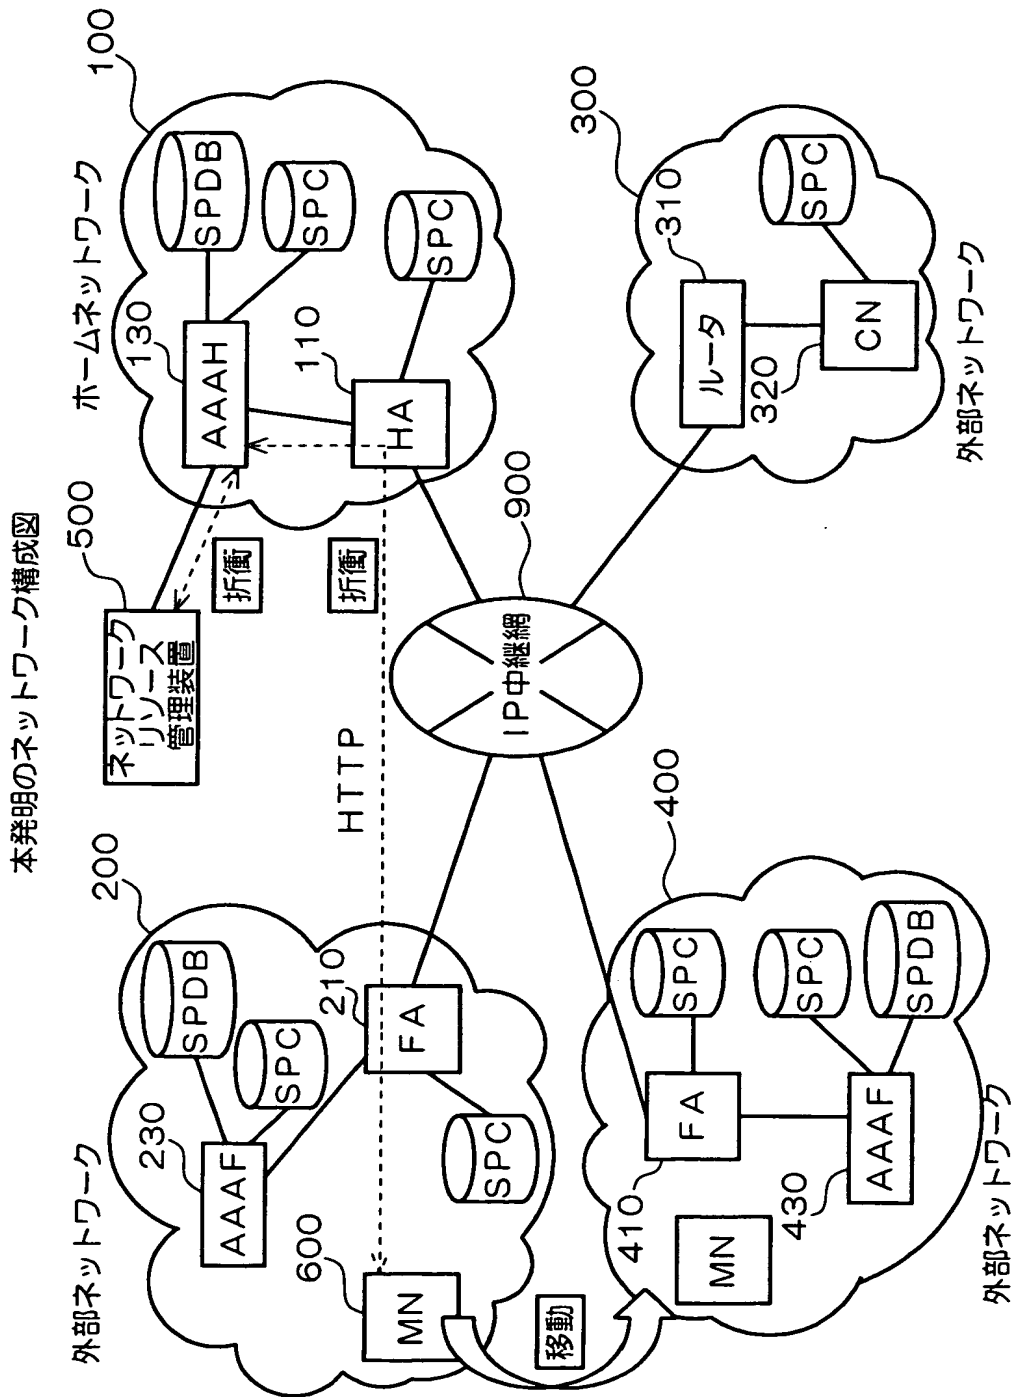 本発明のネットワーク構成図
500
ネットワーク
リソース
管理装置
折衝
折衝
HTTP
ホームネットワーク
100
130
AAAH
SPDB
SPC
110
HA
SPC
外部ネットワーク
200
230
AAAF
SPDB
SPC
210
FA
SPC
600
MN
移動
900
IP中継網
300
310
ルータ
320
CN
SPC
外部ネットワーク
400
410
FA
SPC
SPC
SPDB
430
AAAF
MN
外部ネットワーク